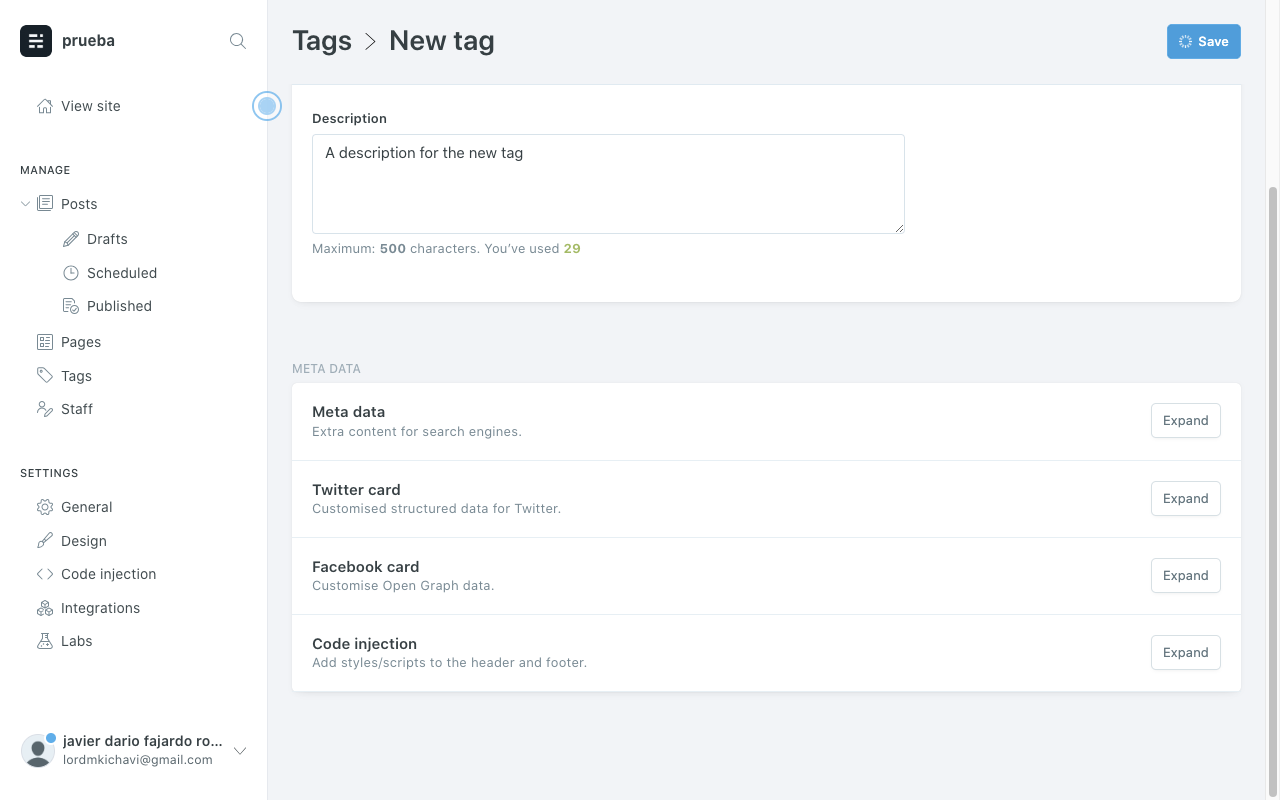 prueba
View site
MANAGE
Posts
Drafts
Scheduled
Published
Pages
Tags
Staff
SETTINGS
General
Design
Code injection
Integrations
Labs
javier dario fajardo ro...
lordmkichavi@gmail.com
Tags > New tag
Save
Description
A description for the new tag
Maximum: 500 characters. You’ve used 29
META DATA
Meta data
Extra content for search engines.
Expand
Twitter card
Customised structured data for Twitter.
Expand
Facebook card
Customise Open Graph data.
Expand
Code injection
Add styles/scripts to the header and footer.
Expand